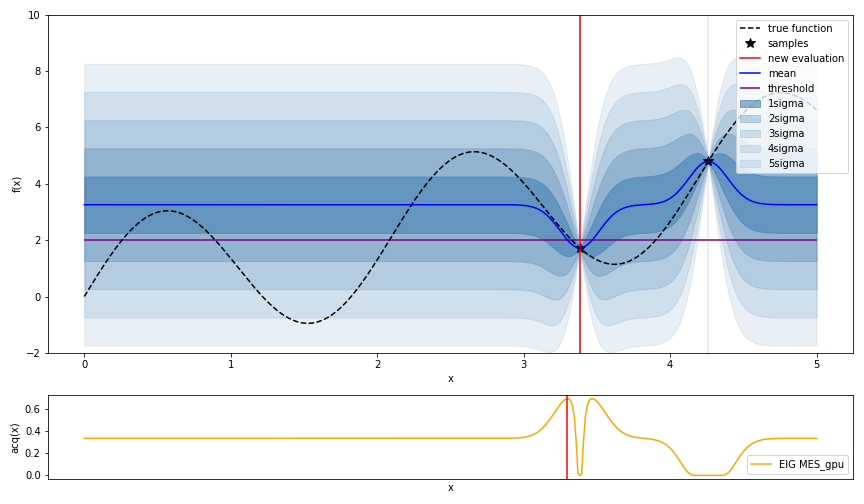 10
8
6
4
2
0
−2
f(x)
0
1
2
3
4
5
x
true function
samples
new evaluation
mean
threshold
1sigma
2sigma
3sigma
4sigma
5sigma
0.6
0.4
0.2
0.0
acq(x)
x
EIG MES_gpu